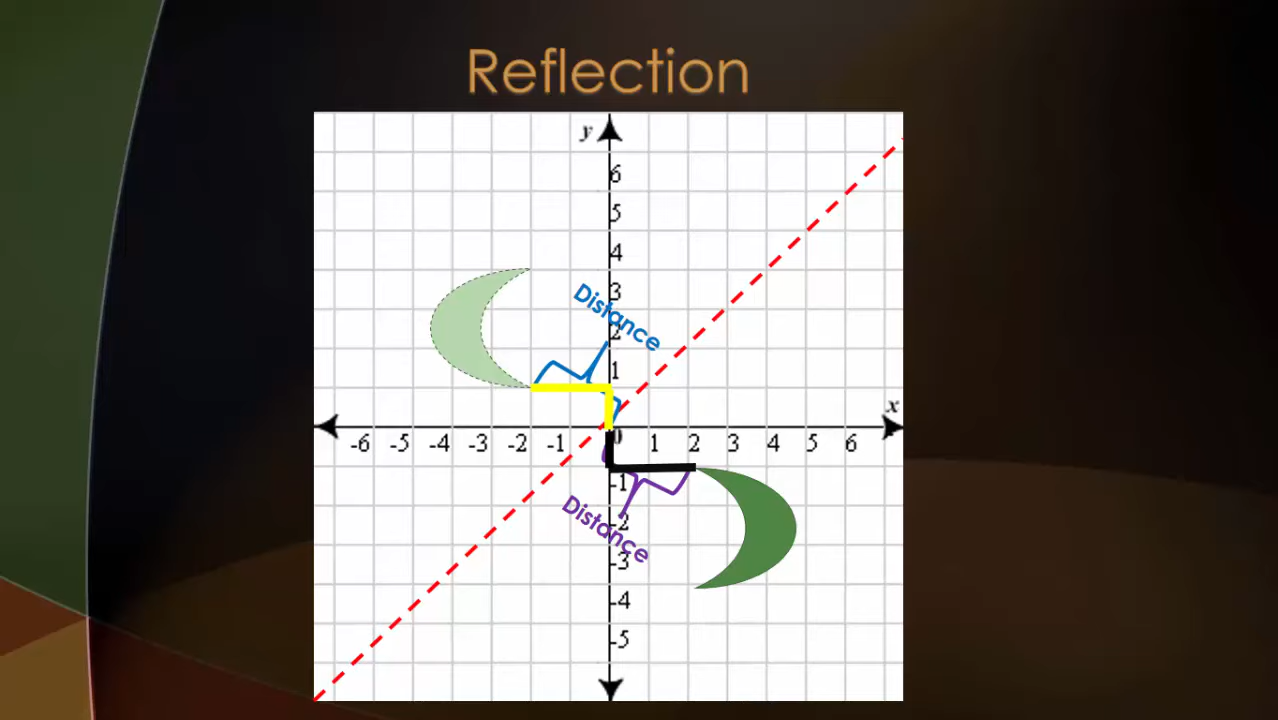 Reflection
y
6
5
4
3
Distance
2
1
x
-6 -5 -4 -3 -2 -1 0 1 2 3 4 5 6
-1
Distance
-2
-3
-4
-5